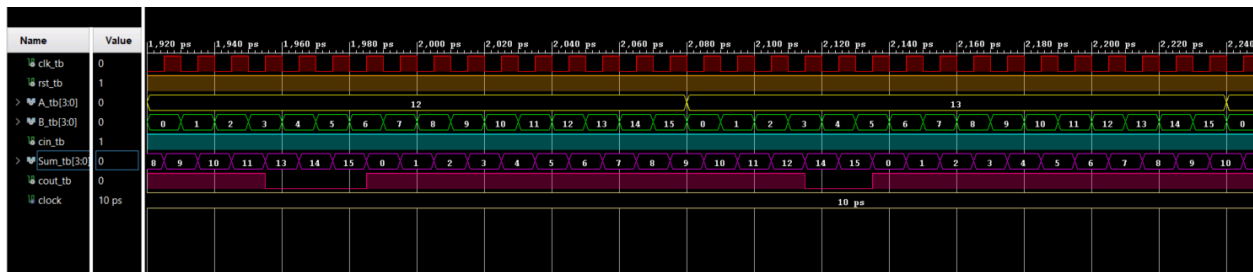 Name Value 1,920 ps 1,940 ps 1,960 ps 1,980 ps 2,000 ps 2,020 ps 2,040 ps 2,060 ps 2,080 ps 2,100 ps 2,120 ps 2,140 ps 2,160 ps 2,180 ps 2,200 ps 2,220 ps 2,240
clk_tb 0
rst_tb 1
> A_tb[3:0] 0 12 13
> B_tb[3:0] 0 0 1 2 3 4 5 6 7 8 9 10 11 12 13 14 15 0 1 2 3 4 5 6 7 8 9 10 11 12 13 14 15 0
cin_tb 1
> Sum_tb[3:0] 0 8 9 10 11 13 14 15 0 1 2 3 4 5 6 7 8 9 10 11 12 14 15 0 1 2 3 4 5 6 7 8 9 10
cout_tb 0
clock 10 ps 10 ps